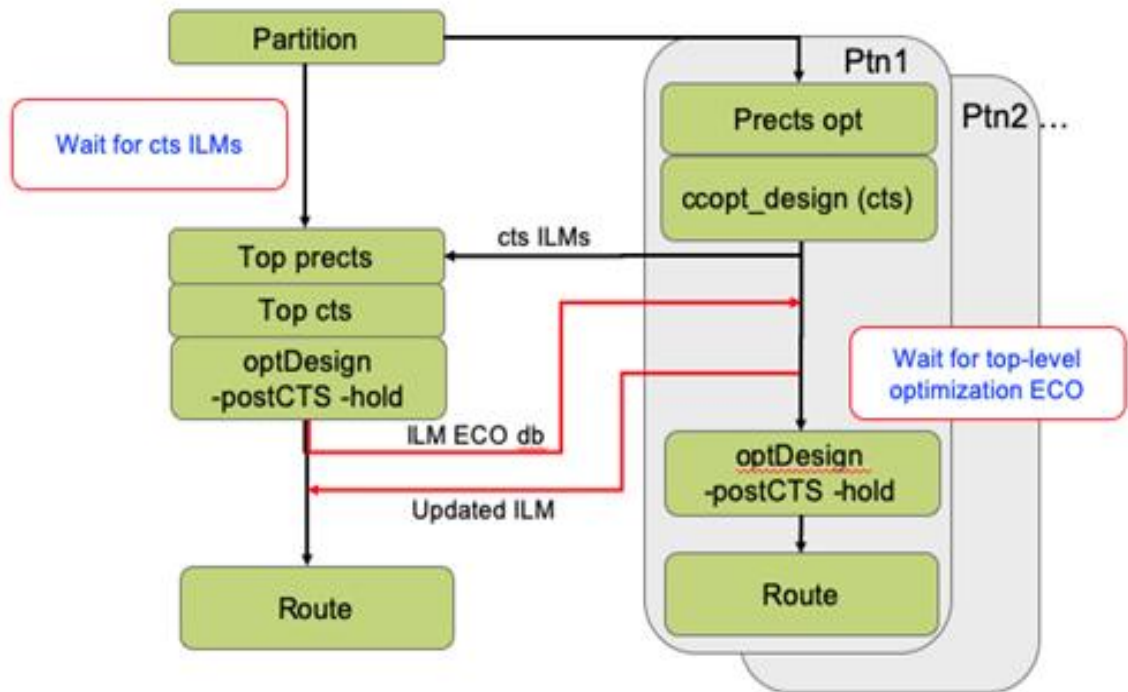 Partition
Ptn1
Ptn2 ...
Wait for cts ILMs
Prects opt
ccopt_design (cts)
cts ILMs
Top prects
Top cts
optDesign
-postCTS -hold
Wait for top-level
optimization ECO
ILM ECO db
optDesign
-postCTS -hold
Updated ILM
Route
Route